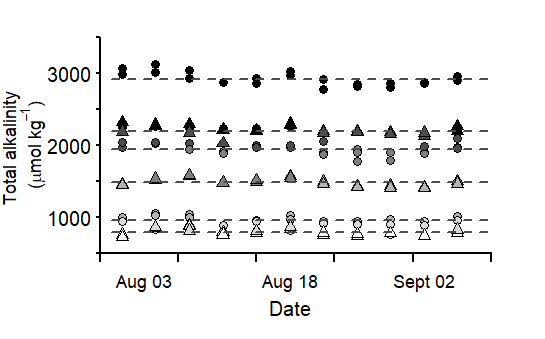 3000
2000
1000
Total alkalinity
(μmol kg⁻¹)
Aug 03 Aug 18 Sept 02
Date